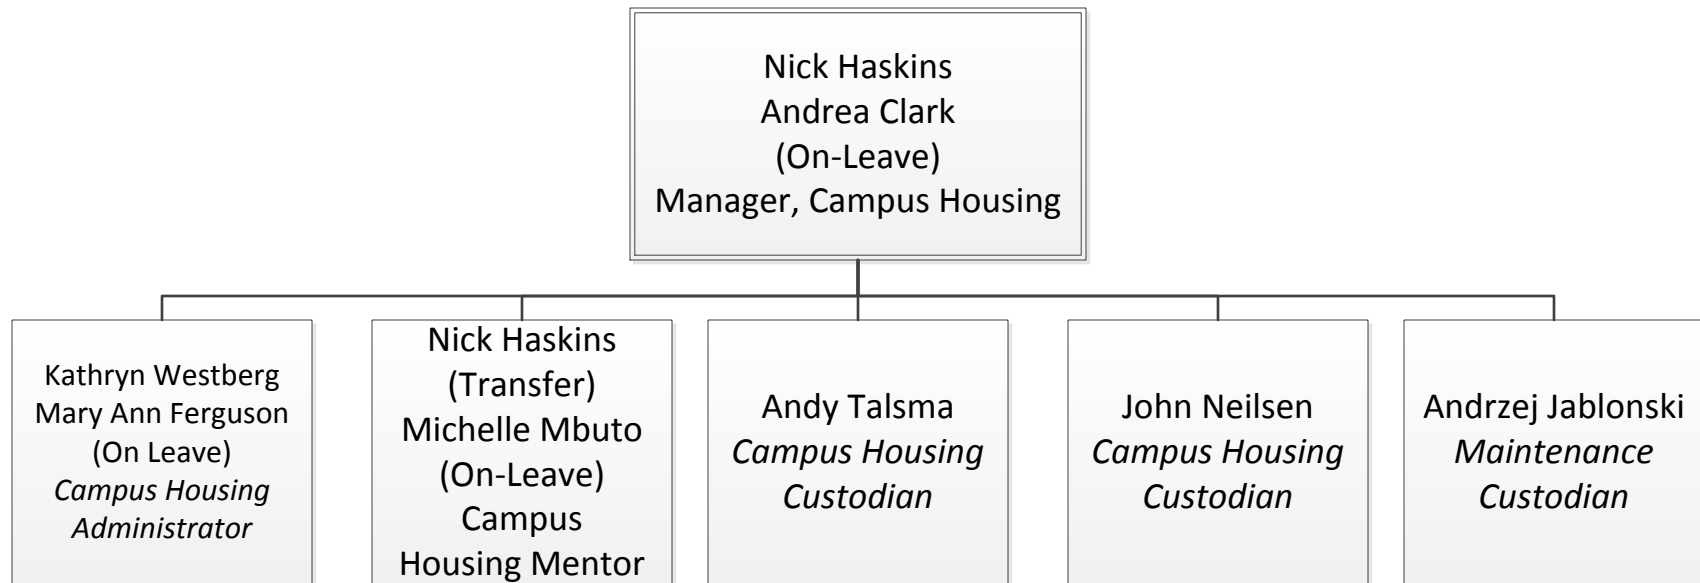 Nick Haskins
Andrea Clark
(On-Leave)
Manager, Campus Housing
Kathryn Westberg
Mary Ann Ferguson
(On Leave)
Campus Housing
Administrator
Nick Haskins
(Transfer)
Michelle Mbuto
(On-Leave)
Campus
Housing Mentor
Andy Talsma
Campus Housing
Custodian
John Neilsen
Campus Housing
Custodian
Andrzej Jablonski
Maintenance
Custodian